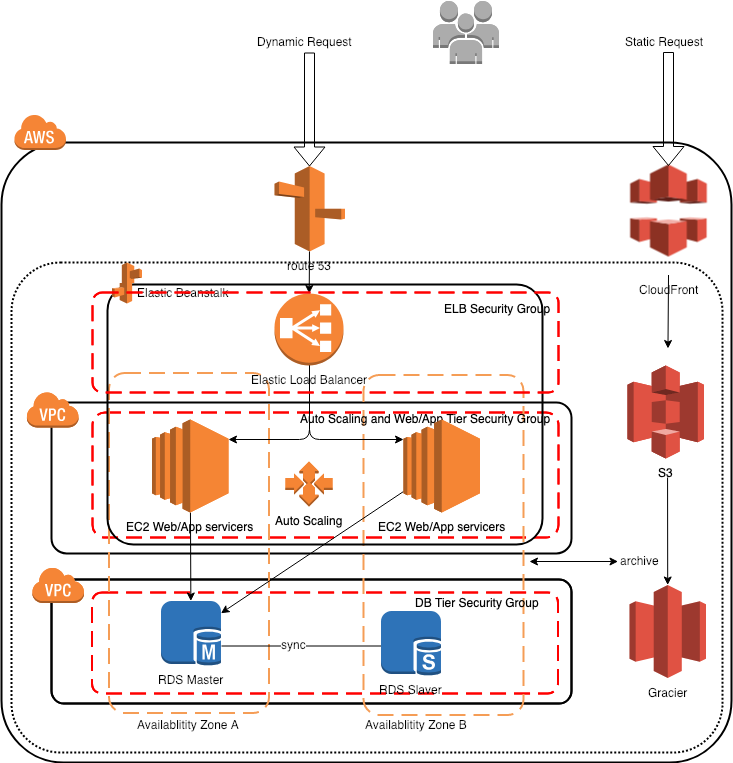 Dynamic Request
Static Request
AWS
route 53
Elastic Beanstalk
CloudFront
ELB Security Group
Elastic Load Balancer
VPC
Auto Scaling and Web/App Tier Security Group
S3
Auto Scaling
EC2 Web/App servicers
EC2 Web/App servicers
archive
VPC
DB Tier Security Group
M
sync
S
RDS Master
RDS Slaver
Gracier
Availablitity Zone A
Availablitity Zone B